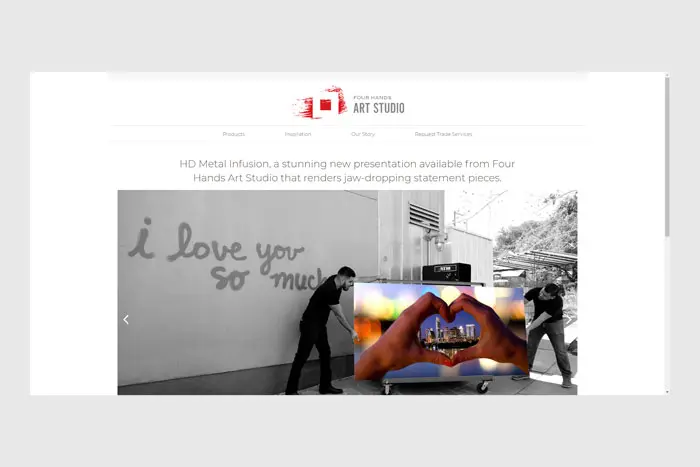 FOUR HANDS
ART STUDIO
Products Inspiration Our Story Request Trade Services
HD Metal Infusion, a stunning new presentation available from Four
Hands Art Studio that renders jaw-dropping statement pieces.
i love you
so much
ATM